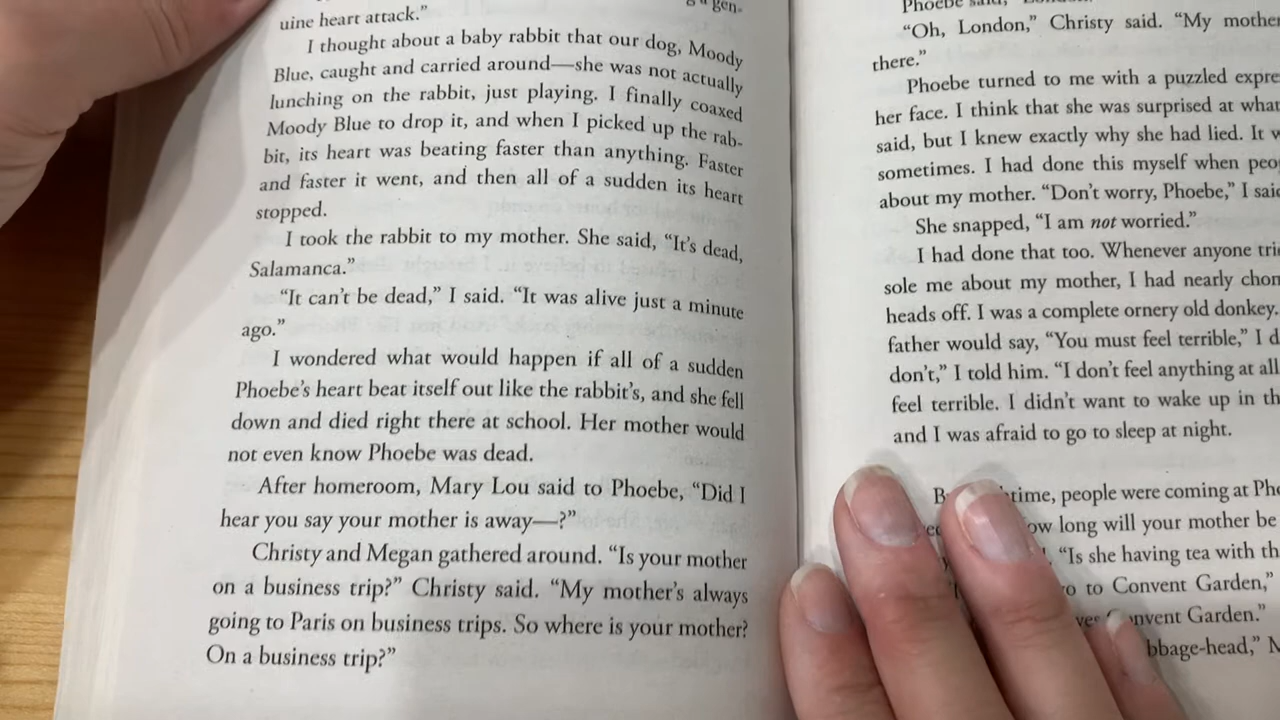 uine heart attack.”
I thought about a baby rabbit that our dog, Moody
Blue, caught and carried around—she was not actually
lunching on the rabbit, just playing. I finally coaxed
Moody Blue to drop it, and when I picked up the rab-
bit, its heart was beating faster than anything. Faster
and faster it went, and then all of a sudden its heart
stopped.
I took the rabbit to my mother. She said, “It’s dead,
Salamanca.”
“It can’t be dead,” I said. “It was alive just a minute
ago.”
I wondered what would happen if all of a sudden
Phoebe’s heart beat itself out like the rabbit’s, and she fell
down and died right there at school. Her mother would
not even know Phoebe was dead.
After homeroom, Mary Lou said to Phoebe, “Did I
hear you say your mother is away—?”
Christy and Megan gathered around. “Is your mother
on a business trip?” Christy said. “My mother’s always
going to Paris on business trips. So where is your mother?
On a business trip?”
Phoebe said,
“Oh, London,” Christy said. “My mother
there.”
Phoebe turned to me with a puzzled
her face. I think that she was surprised at
said, but I knew exactly why she had lied. It
sometimes. I had done this myself when
about my mother. “Don’t worry, Phoebe,” I
She snapped, “I am not worried.”
I had done that too. Whenever anyone
sole me about my mother, I had nearly
heads off. I was a complete ornery old donkey.
father would say, “You must feel terrible,” I
don’t,” I told him. “I don’t feel anything at all
feel terrible. I didn’t want to wake up in
and I was afraid to go to sleep at night.
time, people were coming at
long will your mother be
“Is she having tea with
to Convent Garden,”
Garden.”